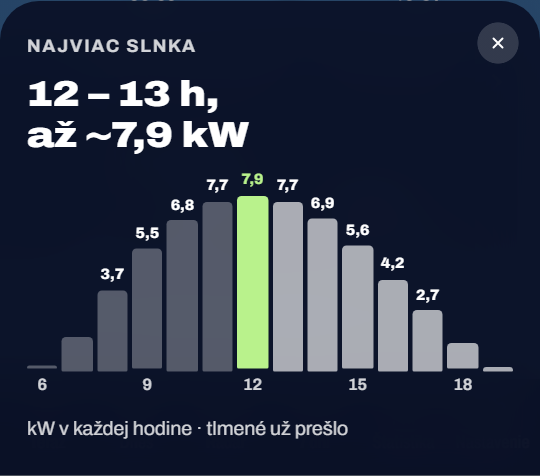 NAJVIAC SLNKA
12 – 13 h,
až ~7,9 kW
3,7 5,5 6,8 7,7 7,9 7,7 6,9 5,6 4,2 2,7
6 9 12 15 18
kW v každej hodine · tlmené už prešlo